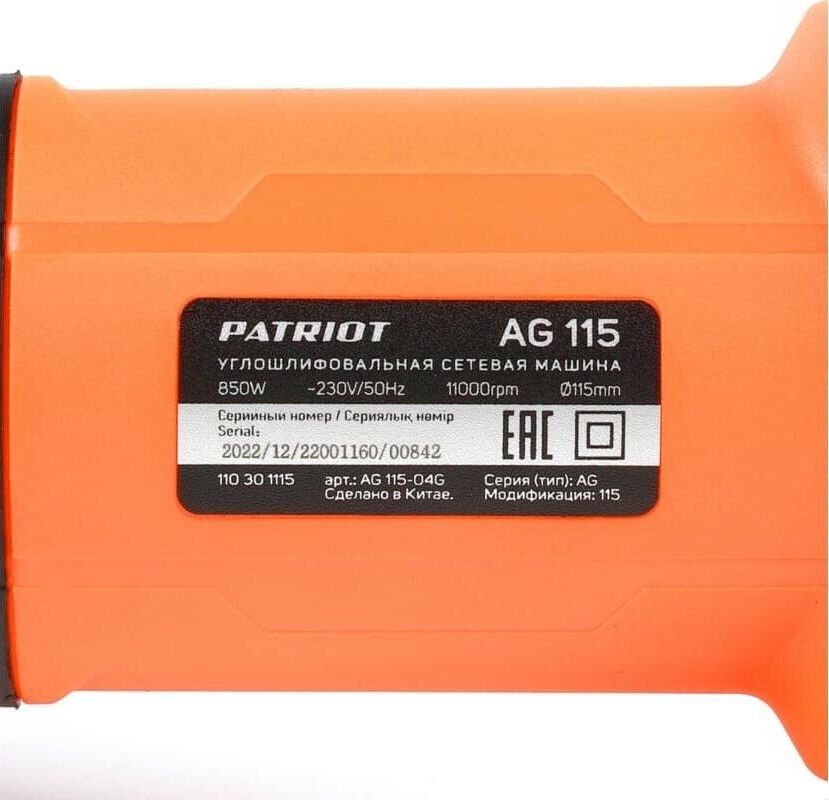 PATRIOT AG 115
УГЛОШЛИФОВАЛЬНАЯ СЕТЕВАЯ МАШИНА
850W ~230V/50Hz 11000rpm Ø115mm
Серийный номер / Сериялық нөмір
Serial:
2022/12/22001160/00842
EAC
110 30 1115 арт.: AG 115-04G Серия (тип): AG
Сделано в Китае. Модификация: 115